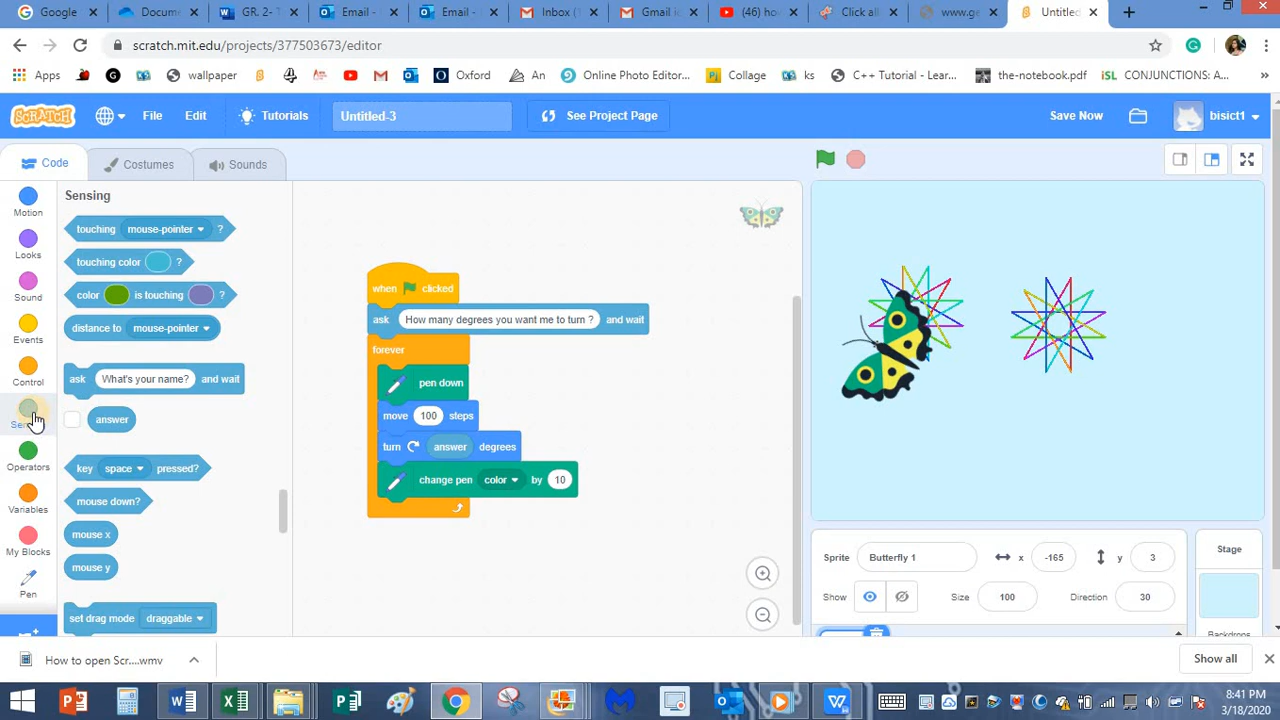 Google
Docume
GR. 2-
Email -
Email -
Inbox (
Gmail i
(46) ho
Click al
www.ge
Untitled
scratch.mit.edu/projects/377503673/editor
Apps G wallpaper An Online Photo Editor... Collage ks C++ Tutorial - Lear... the-notebook.pdf iSL CONJUNCTIONS: A... »
Oxford
SCRATCH File Edit Tutorials Untitled-3 See Project Page Save Now bisict1
Code Costumes Sounds
Motion
Looks
Sound
Events
Control
Operators
Variables
My Blocks
Pen
Sensing
touching mouse-pointer ?
touching color ?
color is touching ?
distance to mouse-pointer
ask What's your name? and wait
answer
key space pressed?
mouse down?
mouse x
mouse y
set drag mode draggable
when clicked
ask How many degrees you want me to turn ? and wait
forever
pen down
move 100 steps
turn answer degrees
change pen color by 10
Sprite Butterfly 1 x -165 y 3
Show Size 100 Direction 30
Stage
Backdrops
How to open Scr....wmv
Show all
8:41 PM
3/18/2020